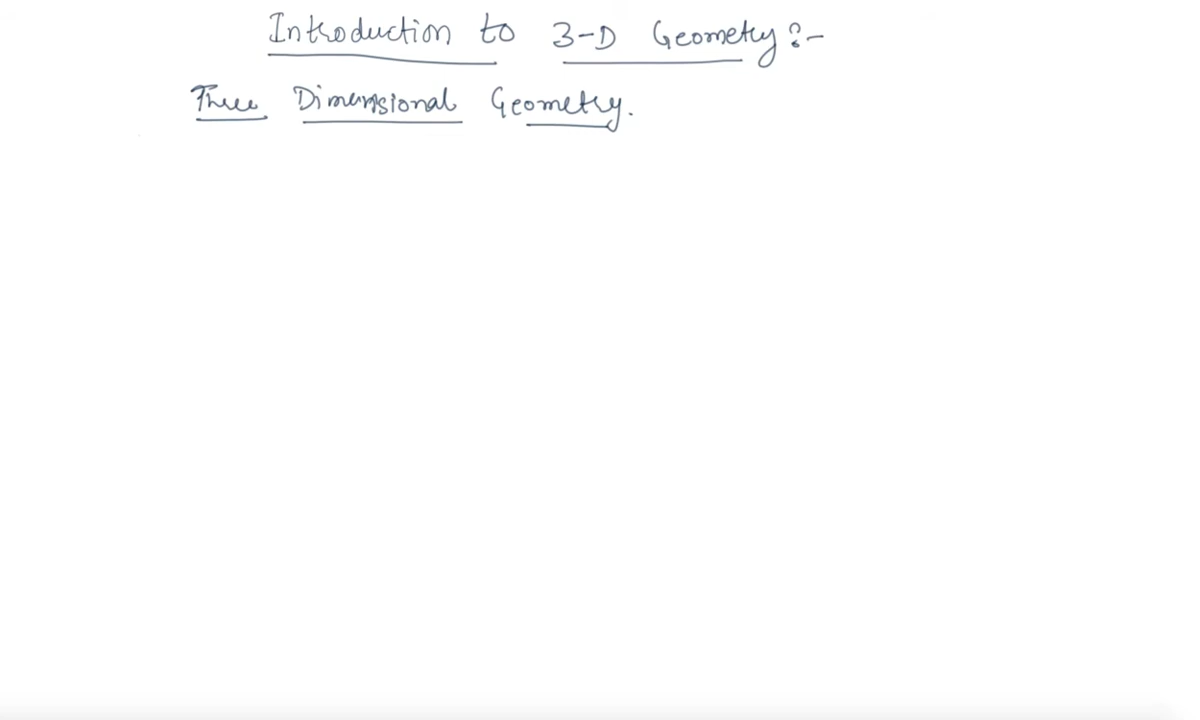 Introduction to 3-D Geometry :-
Three Dimensional Geometry.